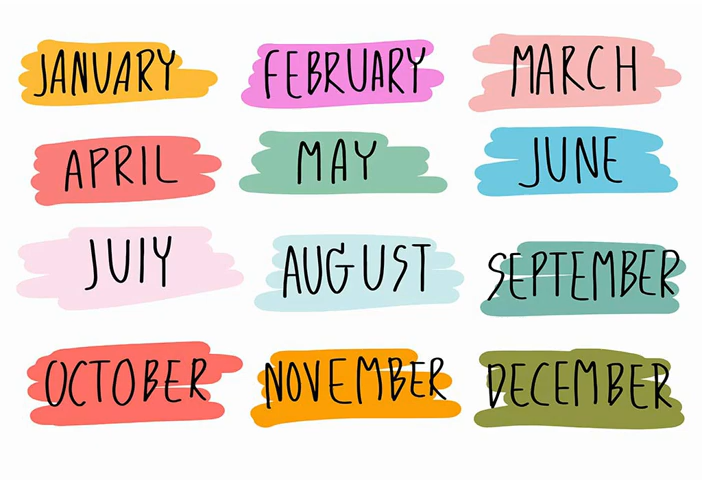 JANUARY
FEBRUARY
MARCH
APRIL
MAY
JUNE
JUIY
AUGUST
SEPTEMBER
OCTOBER
NOVEMBER
DECEMBER